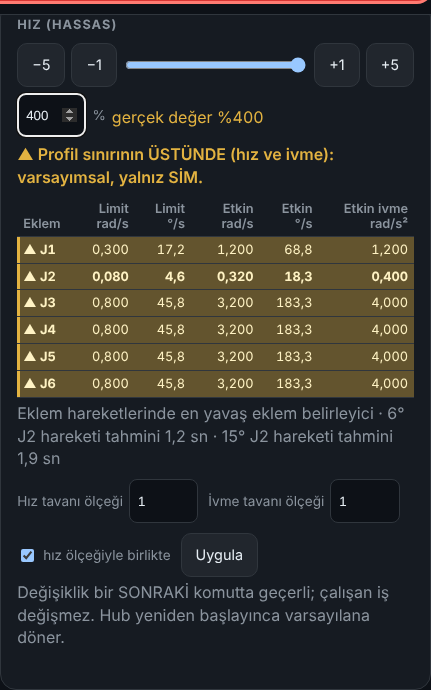 HIZ (HASSAS)
−5 −1 +1 +5
400 % gerçek değer %400
▲ Profil sınırının ÜSTÜNDE (hız ve ivme):
varsayımsal, yalnız SİM.
Eklem Limit rad/s Limit °/s Etkin rad/s Etkin °/s Etkin ivme rad/s²
▲ J1 0,300 17,2 1,200 68,8 1,200
▲ J2 0,080 4,6 0,320 18,3 0,400
▲ J3 0,800 45,8 3,200 183,3 4,000
▲ J4 0,800 45,8 3,200 183,3 4,000
▲ J5 0,800 45,8 3,200 183,3 4,000
▲ J6 0,800 45,8 3,200 183,3 4,000
Eklem hareketlerinde en yavaş eklem belirleyici · 6°
J2 hareketi tahmini 1,2 sn · 15° J2 hareketi tahmini
1,9 sn
Hız tavanı ölçeği 1 İvme tavanı ölçeği 1
hız ölçeğiyle birlikte Uygula
Değişiklik bir SONRAKİ komutta geçerli; çalışan iş
değişmez. Hub yeniden başlayınca varsayılana
döner.